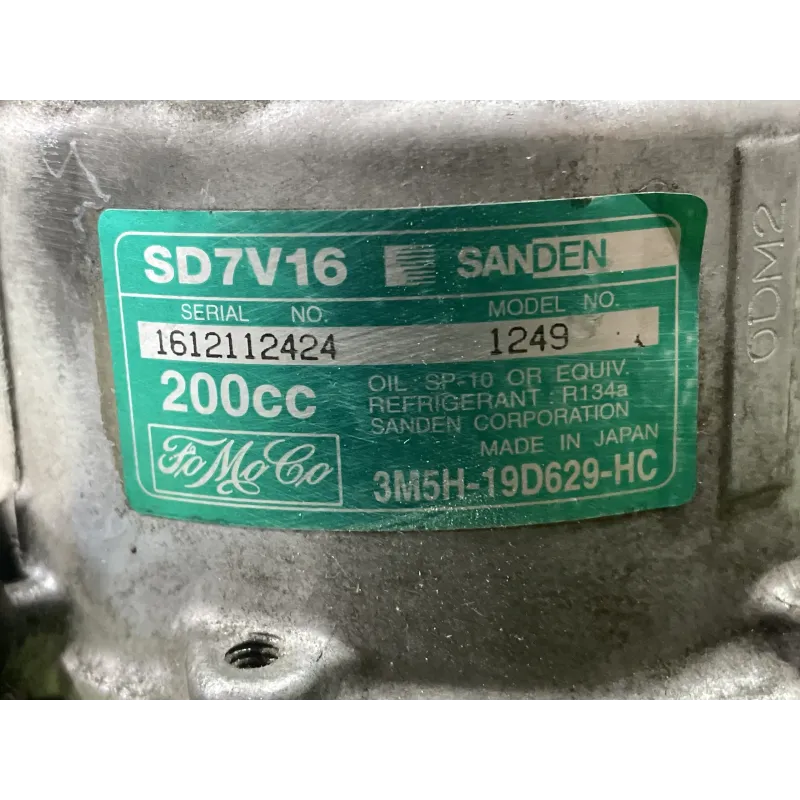 SD7V16 SANDEN
SERIAL NO. MODEL NO.
1612112424 1249
200cc
OIL : SP-10 OR EQUIV.
REFRIGERANT : R134a
SANDEN CORPORATION
MADE IN JAPAN
FoMoCo
3M5H-19D629-HC
0DM2